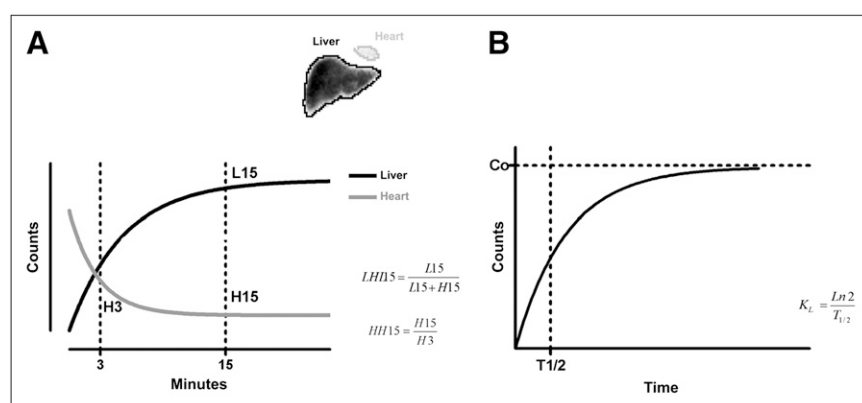 A
Liver
Heart
L15
Liver
Heart
Counts
H3
H15
LHL15 = L15 / L15 + H15
HH15 = H15 / H3
3
15
Minutes
B
Co
Counts
K_L = Ln 2 / T_1/2
T1/2
Time